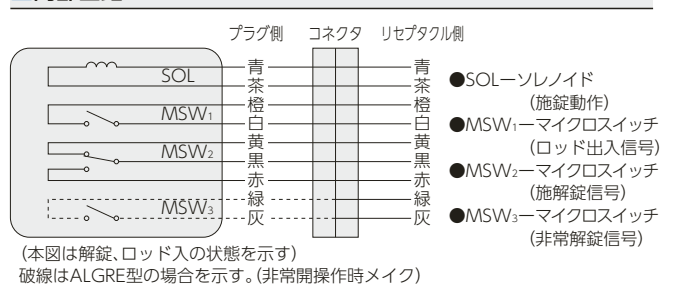 プラグ側 コネクタ リセプタクル側
SOL 青 青
茶 茶
MSW₁ 橙 橙
白 白
MSW₂ 黄 黄
黒 黒
赤 赤
MSW₃ 緑 緑
灰 灰
●SOLーソレノイド
(施錠動作)
●MSW₁ーマイクロスイッチ
(ロッド出入信号)
●MSW₂ーマイクロスイッチ
(施解錠信号)
●MSW₃ーマイクロスイッチ
(非常解錠信号)
(本図は解錠、ロッド入の状態を示す)
破線はALGRE型の場合を示す。(非常開操作時メイク)